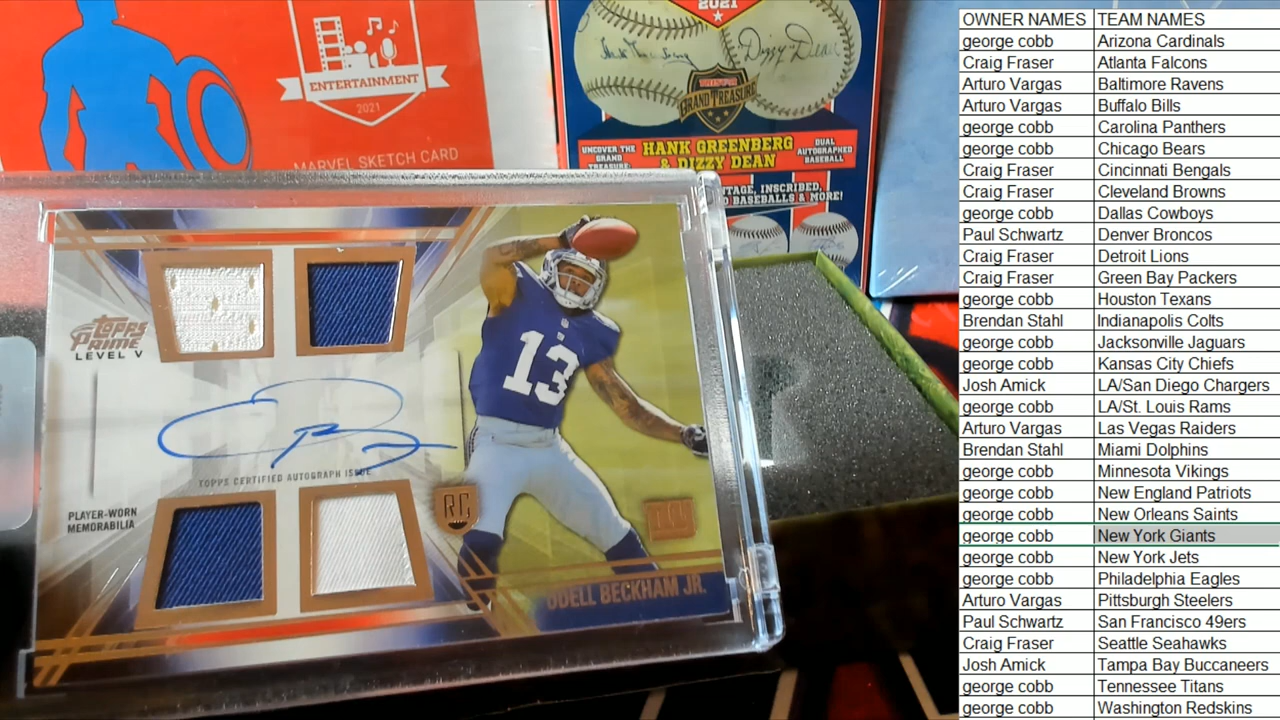 ENTERTAINMENT
2021
MARVEL SKETCH CARD
2021
Dizzy Dean
TRISTAR
GRAND TREASURE
UNCOVER THE
GRAND
TREASURE:
HANK GREENBERG
& DIZZY DEAN
DUAL
AUTOGRAPHED
BASEBALL
TAGE, INSCRIBED,
D BASEBALLS & MORE!
TOPPS
PRIME
LEVEL V
13
TOPPS CERTIFIED AUTOGRAPH ISSUE
PLAYER-WORN
MEMORABILIA
RC
ODELL BECKHAM JR.
OWNER NAMES TEAM NAMES
george cobb Arizona Cardinals
Craig Fraser Atlanta Falcons
Arturo Vargas Baltimore Ravens
Arturo Vargas Buffalo Bills
george cobb Carolina Panthers
george cobb Chicago Bears
Craig Fraser Cincinnati Bengals
Craig Fraser Cleveland Browns
george cobb Dallas Cowboys
Paul Schwartz Denver Broncos
Craig Fraser Detroit Lions
Craig Fraser Green Bay Packers
george cobb Houston Texans
Brendan Stahl Indianapolis Colts
george cobb Jacksonville Jaguars
george cobb Kansas City Chiefs
Josh Amick LA/San Diego Chargers
george cobb LA/St. Louis Rams
Arturo Vargas Las Vegas Raiders
Brendan Stahl Miami Dolphins
george cobb Minnesota Vikings
george cobb New England Patriots
george cobb New Orleans Saints
george cobb New York Giants
george cobb New York Jets
george cobb Philadelphia Eagles
Arturo Vargas Pittsburgh Steelers
Paul Schwartz San Francisco 49ers
Craig Fraser Seattle Seahawks
Josh Amick Tampa Bay Buccaneers
george cobb Tennessee Titans
george cobb Washington Redskins